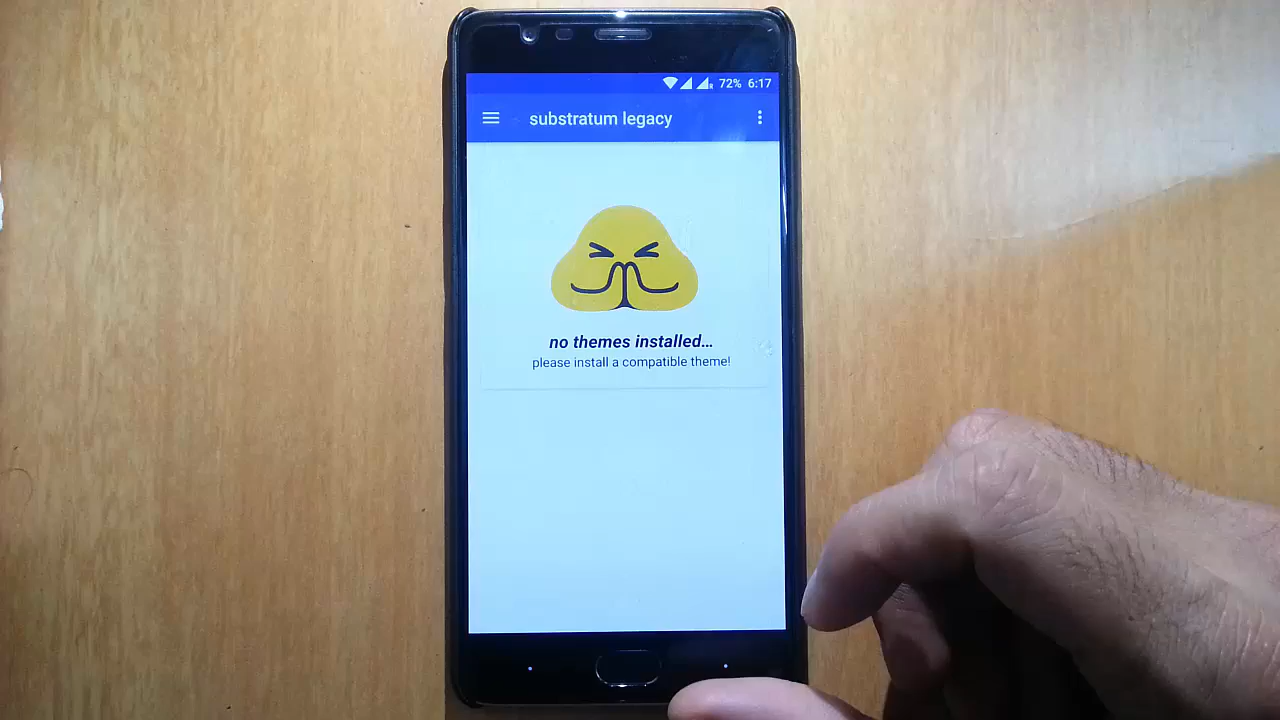 72% 6:17
substratum legacy
no themes installed...
please install a compatible theme!